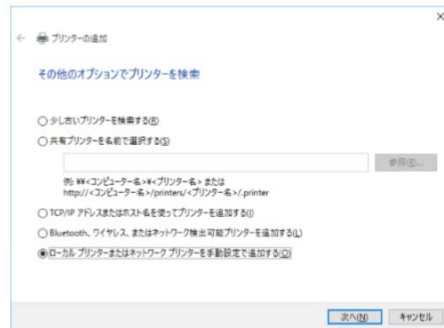 プリンターの追加
その他のオプションでプリンターを検索
少し古いプリンターを検索する(R)
共有プリンターを名前で選択する(S)
参照(R)...
例: ¥¥<コンピューター名>¥<プリンター名> または
http://<コンピューター名>/printers/<プリンター名>/.printer
TCP/IP アドレスまたはホスト名を使ってプリンターを追加する(I)
Bluetooth、ワイヤレス、またはネットワーク検出可能プリンターを追加する(L)
ローカル プリンターまたはネットワーク プリンターを手動設定で追加する(O)
次へ(N)
キャンセル